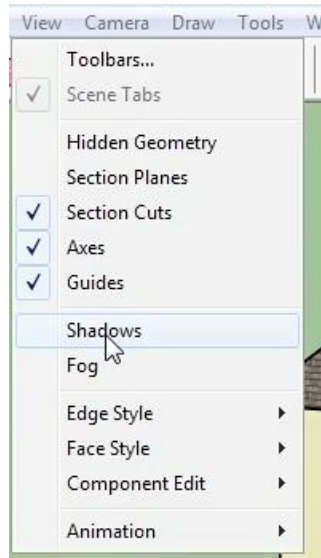 View Camera Draw Tools W
Toolbars...
Scene Tabs
Hidden Geometry
Section Planes
Section Cuts
Axes
Guides
Shadows
Fog
Edge Style
Face Style
Component Edit
Animation